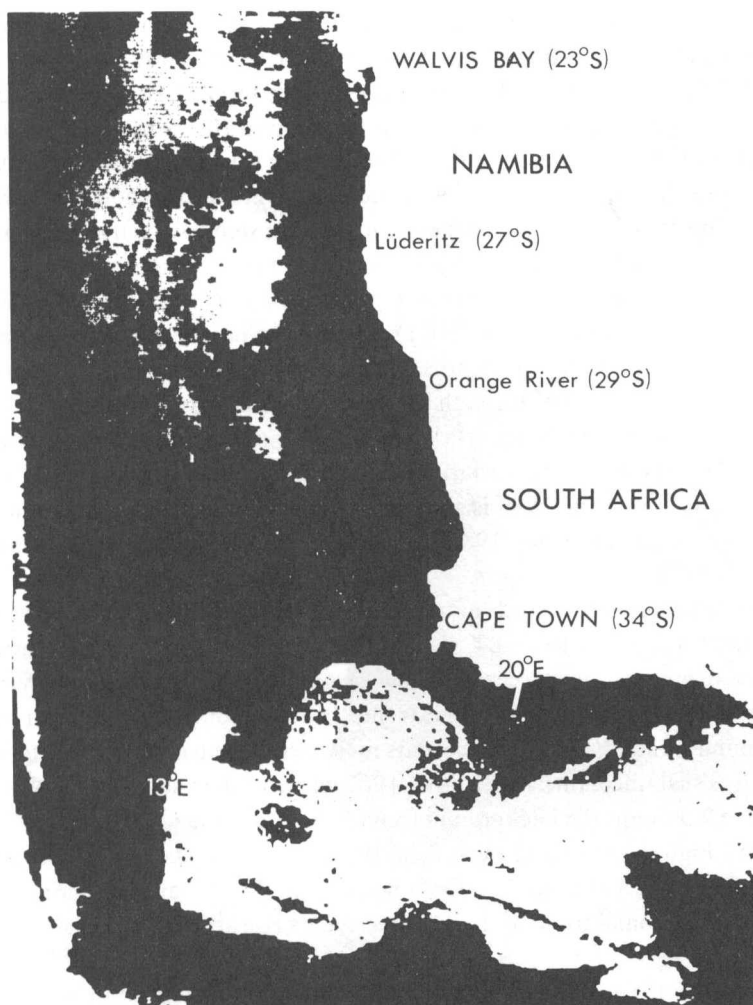 WALVIS BAY (23°S)
NAMIBIA
Lüderitz (27°S)
Orange River (29°S)
SOUTH AFRICA
CAPE TOWN (34°S)
20°E
13°E